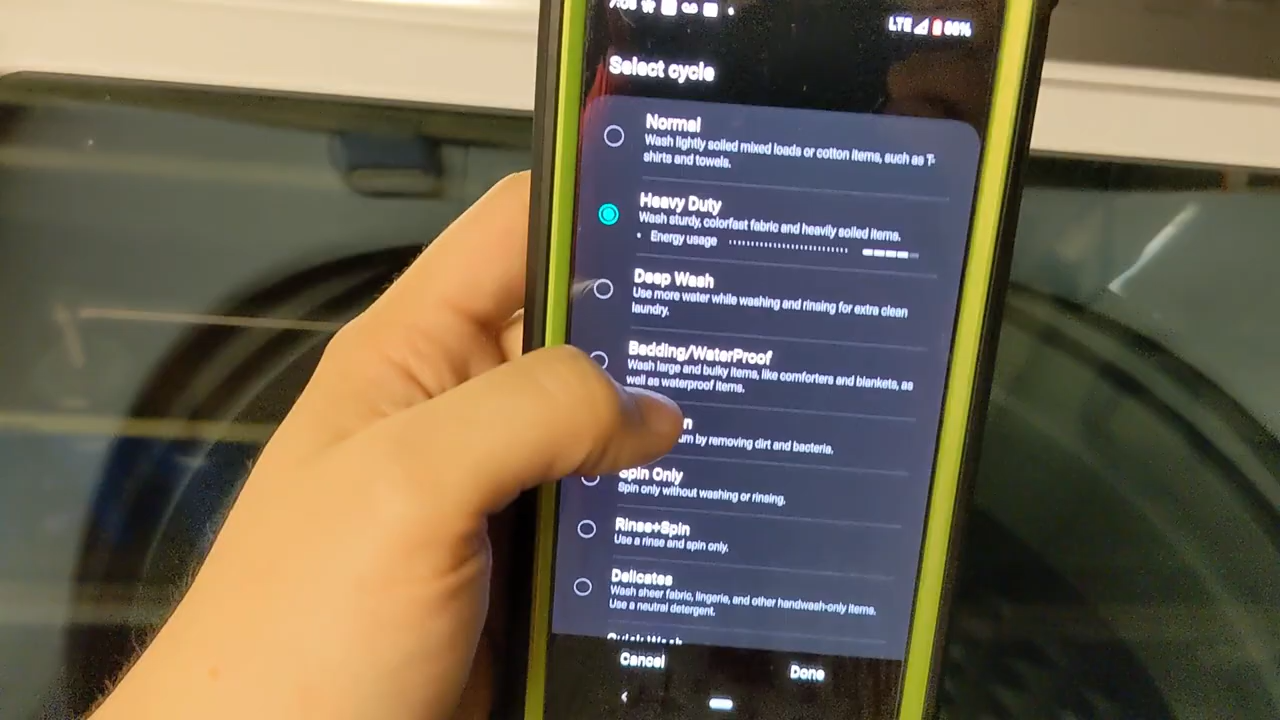 LTE 86%
Select cycle
Normal
Wash lightly soiled mixed loads or cotton items, such as T-
shirts and towels.
Heavy Duty
Wash sturdy, colorfast fabric and heavily soiled items.
• Energy usage
Deep Wash
Use more water while washing and rinsing for extra clean
laundry.
Bedding/WaterProof
Wash large and bulky items, like comforters and blankets, as
well as waterproof items.
n
um by removing dirt and bacteria.
Spin Only
Spin only without washing or rinsing.
Rinse+Spin
Use a rinse and spin only.
Delicates
Wash sheer fabric, lingerie, and other handwash-only items.
Use a neutral detergent.
Quick Wash
Cancel
Done